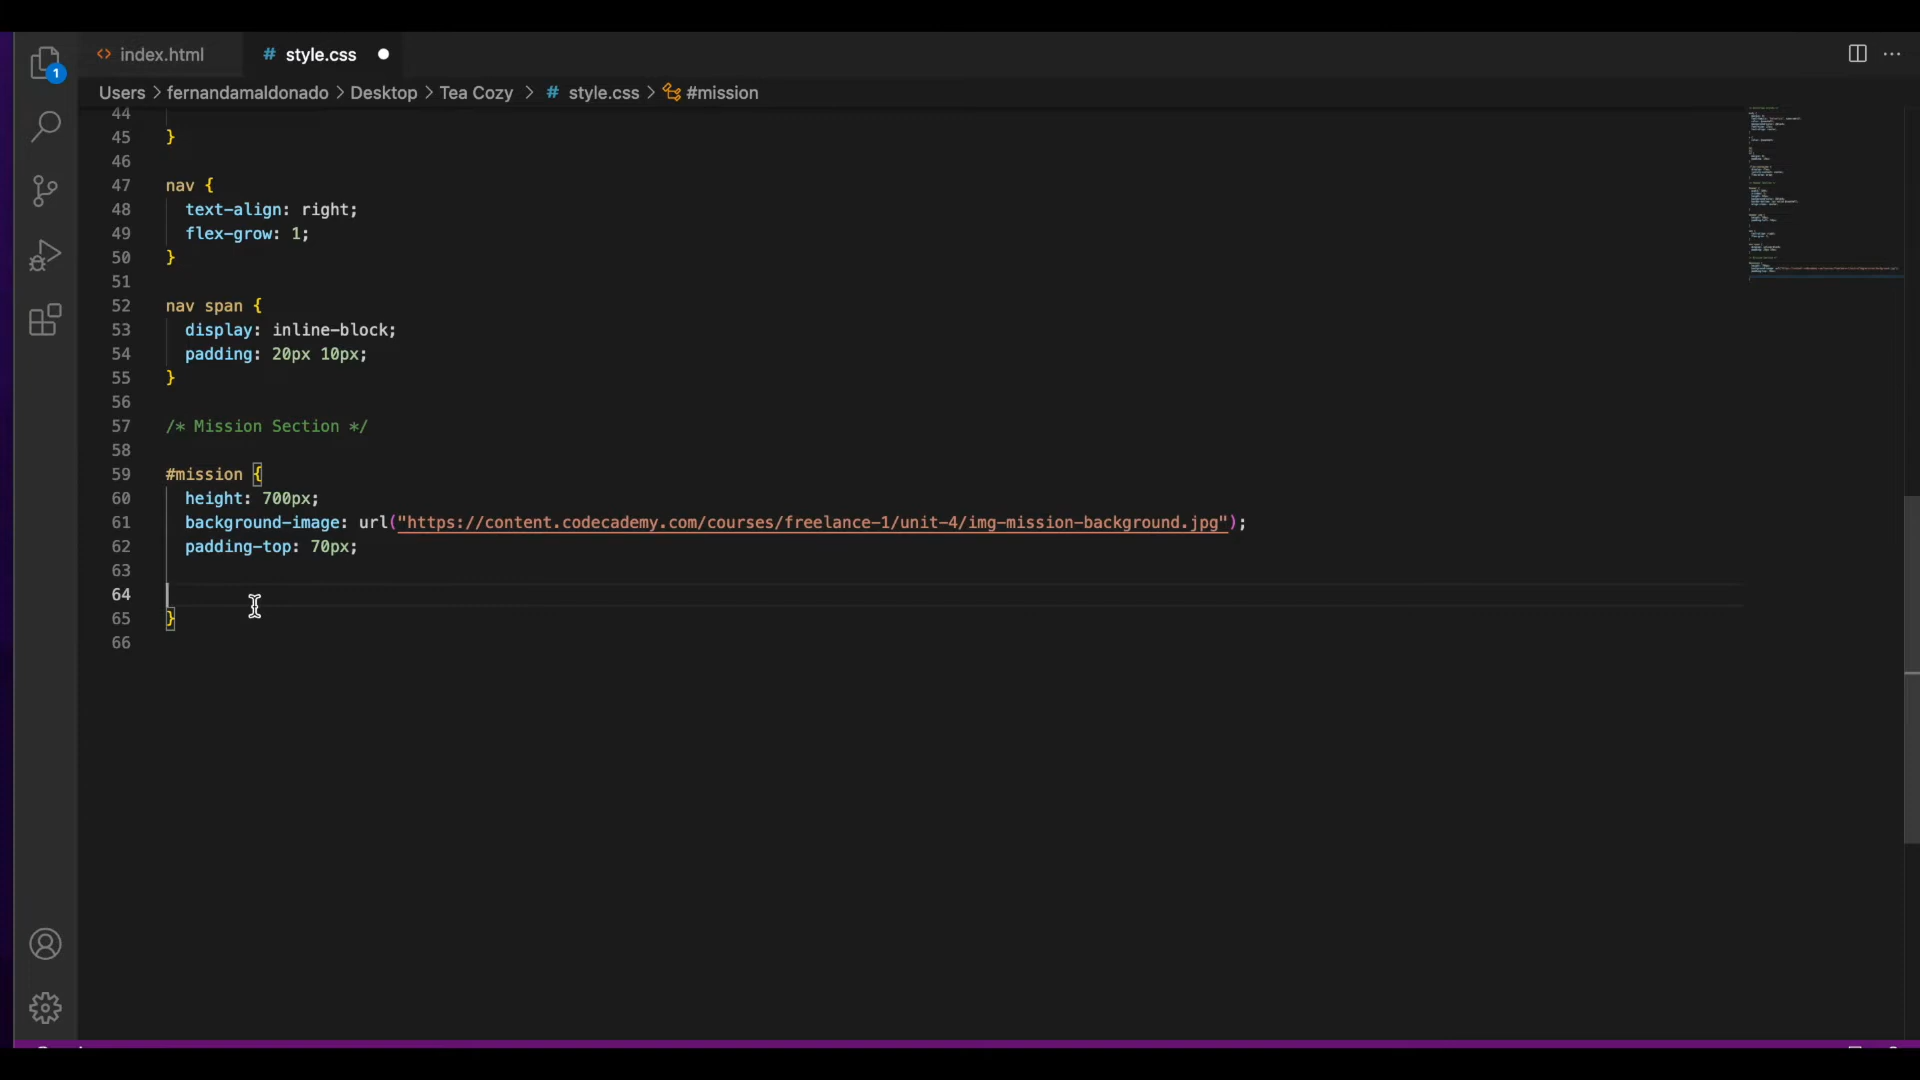 index.html # style.css
1
Users > fernandamaldonado > Desktop > Tea Cozy > # style.css > #mission
44
45 }
46
47 nav {
48 text-align: right;
49 flex-grow: 1;
50 }
51
52 nav span {
53 display: inline-block;
54 padding: 20px 10px;
55 }
56
57 /* Mission Section */
58
59 #mission {
60 height: 700px;
61 background-image: url("https://content.codecademy.com/courses/freelance-1/unit-4/img-mission-background.jpg");
62 padding-top: 70px;
63
64
65 }
66